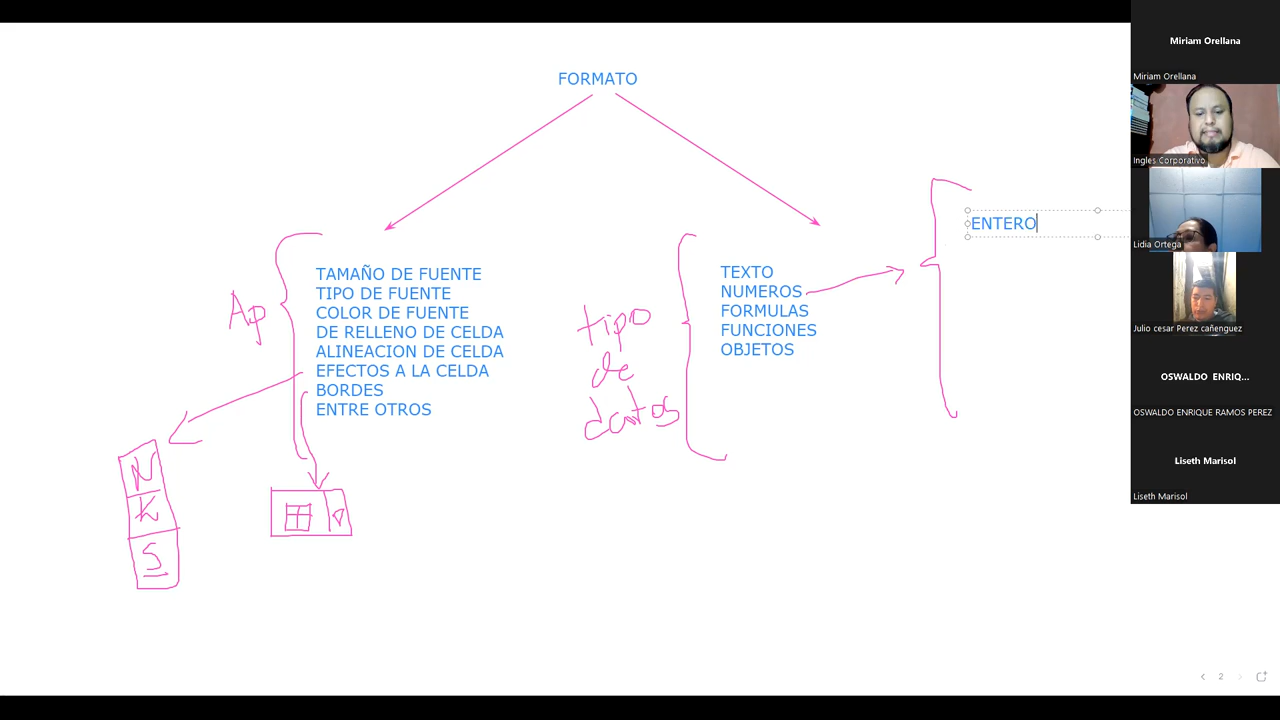 FORMATO
TAMAÑO DE FUENTE
TIPO DE FUENTE
COLOR DE FUENTE
DE RELLENO DE CELDA
ALINEACION DE CELDA
EFECTOS A LA CELDA
BORDES
ENTRE OTROS
Ap
N
K
S
tipo
de
datos
TEXTO
NUMEROS
FORMULAS
FUNCIONES
OBJETOS
ENTERO
Miriam Orellana
Miriam Orellana
Ingles Corporativo
Lidia Ortega
Julio cesar Perez cañenguez
OSWALDO ENRIQ...
OSWALDO ENRIQUE RAMOS PEREZ
Liseth Marisol
Liseth Marisol
2